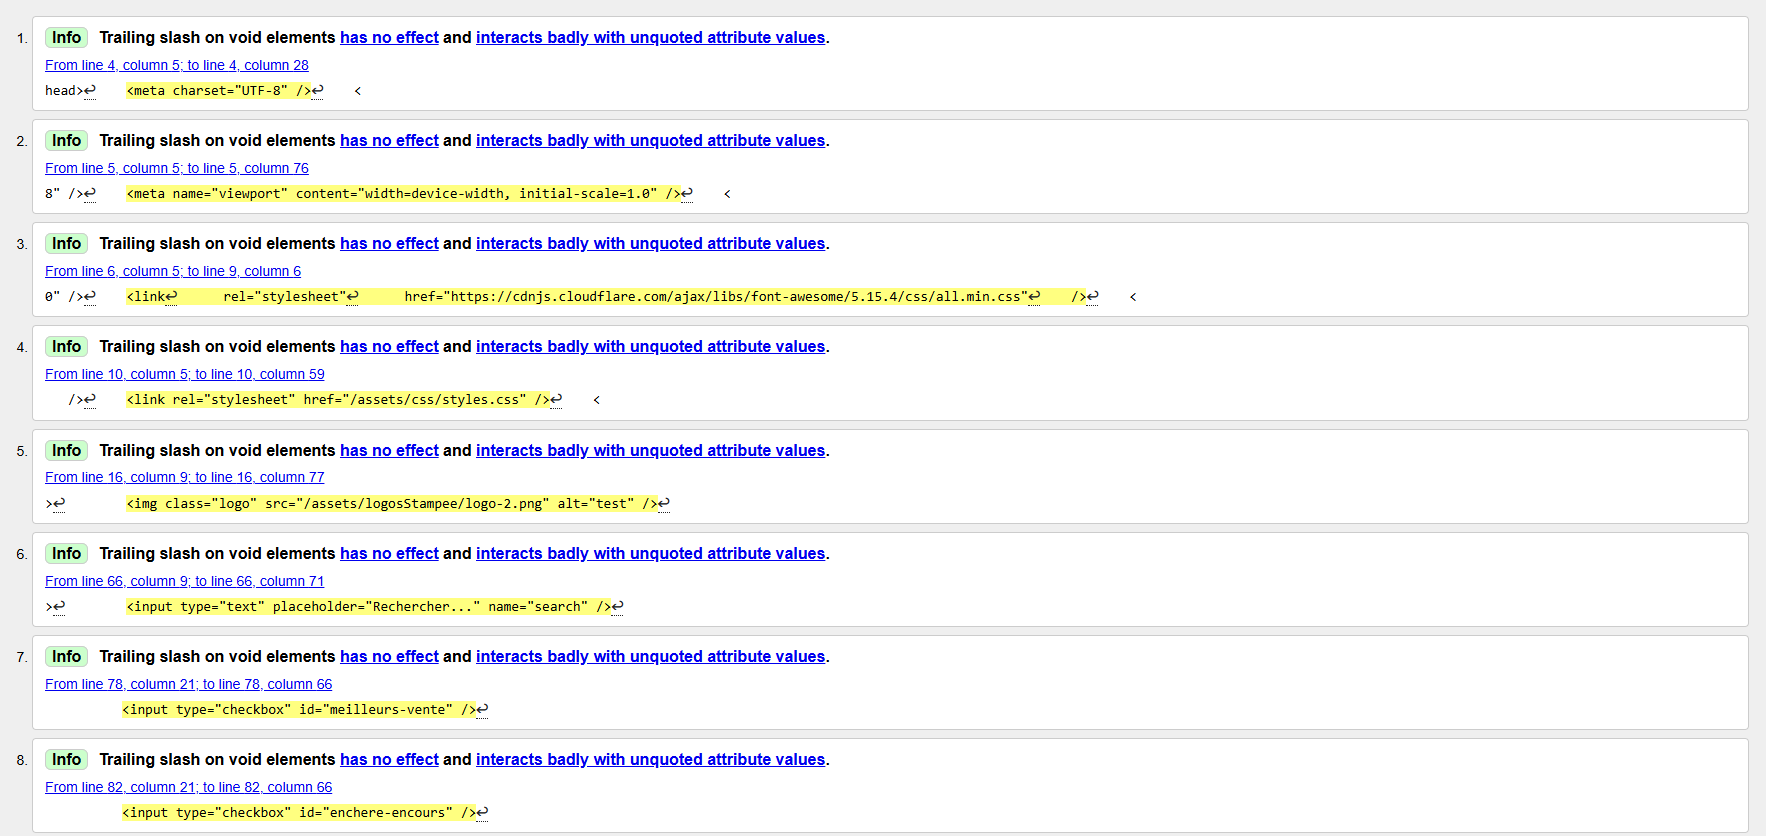 1. Info Trailing slash on void elements has no effect and interacts badly with unquoted attribute values.
From line 4, column 5; to line 4, column 28
head>↩    <meta charset="UTF-8" />↩    <
2. Info Trailing slash on void elements has no effect and interacts badly with unquoted attribute values.
From line 5, column 5; to line 5, column 76
8" />↩    <meta name="viewport" content="width=device-width, initial-scale=1.0" />↩    <
3. Info Trailing slash on void elements has no effect and interacts badly with unquoted attribute values.
From line 6, column 5; to line 9, column 6
0" />↩    <link↩      rel="stylesheet"↩      href="https://cdnjs.cloudflare.com/ajax/libs/font-awesome/5.15.4/css/all.min.css"↩    />↩    <
4. Info Trailing slash on void elements has no effect and interacts badly with unquoted attribute values.
From line 10, column 5; to line 10, column 59
   />↩    <link rel="stylesheet" href="/assets/css/styles.css" />↩    <
5. Info Trailing slash on void elements has no effect and interacts badly with unquoted attribute values.
From line 16, column 9; to line 16, column 77
>↩        <img class="logo" src="/assets/logosStampee/logo-2.png" alt="test" />↩
6. Info Trailing slash on void elements has no effect and interacts badly with unquoted attribute values.
From line 66, column 9; to line 66, column 71
>↩        <input type="text" placeholder="Rechercher..." name="search" />↩
7. Info Trailing slash on void elements has no effect and interacts badly with unquoted attribute values.
From line 78, column 21; to line 78, column 66
<input type="checkbox" id="meilleurs-vente" />↩
8. Info Trailing slash on void elements has no effect and interacts badly with unquoted attribute values.
From line 82, column 21; to line 82, column 66
<input type="checkbox" id="enchere-encours" />↩